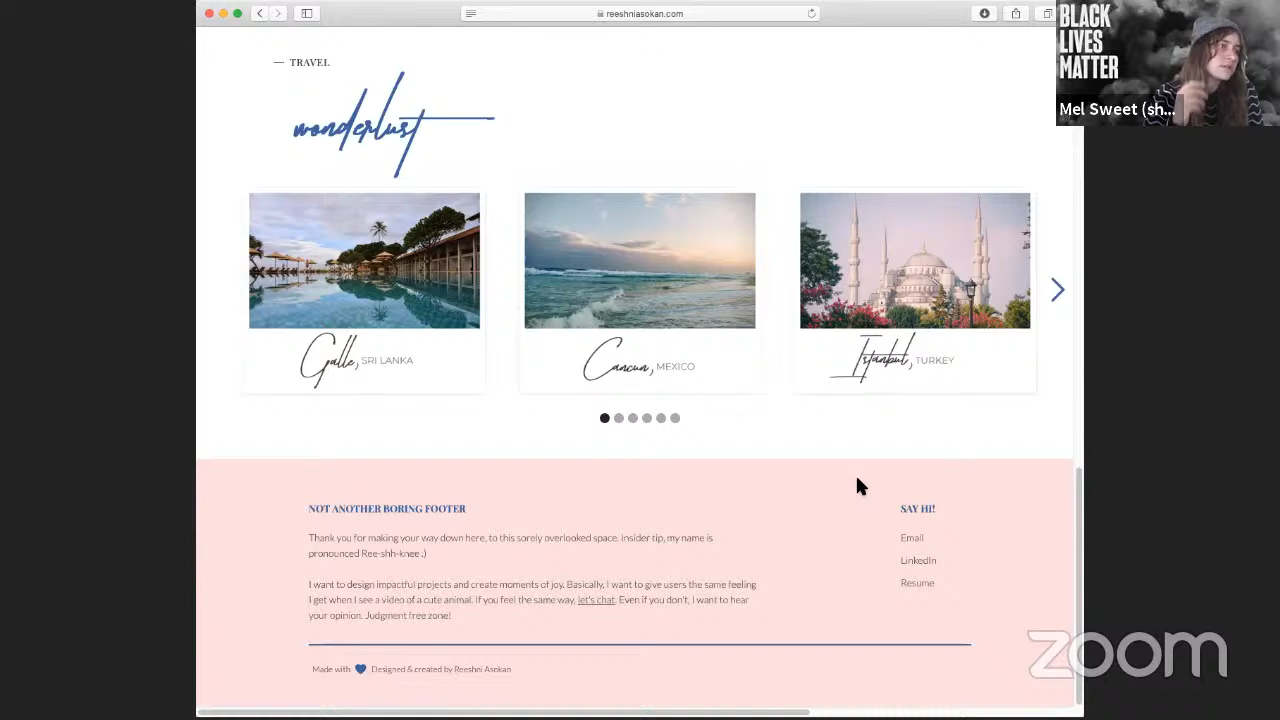 reeshniasokan.com
BLACK
LIVES
MATTER
Mel Sweet (sh...
— TRAVEL
wonderlust
Galle, SRI LANKA
Cancun, MEXICO
Istanbul, TURKEY
NOT ANOTHER BORING FOOTER
Thank you for making your way down here, to this sorely overlooked space. Insider tip, my name is
pronounced Ree-shh-knee :)
I want to design impactful projects and create moments of joy. Basically, I want to give users the same feeling
I get when I see a video of a cute animal. If you feel the same way, let's chat. Even if you don't, I want to hear
your opinion. Judgment free zone!
SAY HI!
Email
LinkedIn
Resume
Made with Designed & created by Reeshni Asokan
zoom